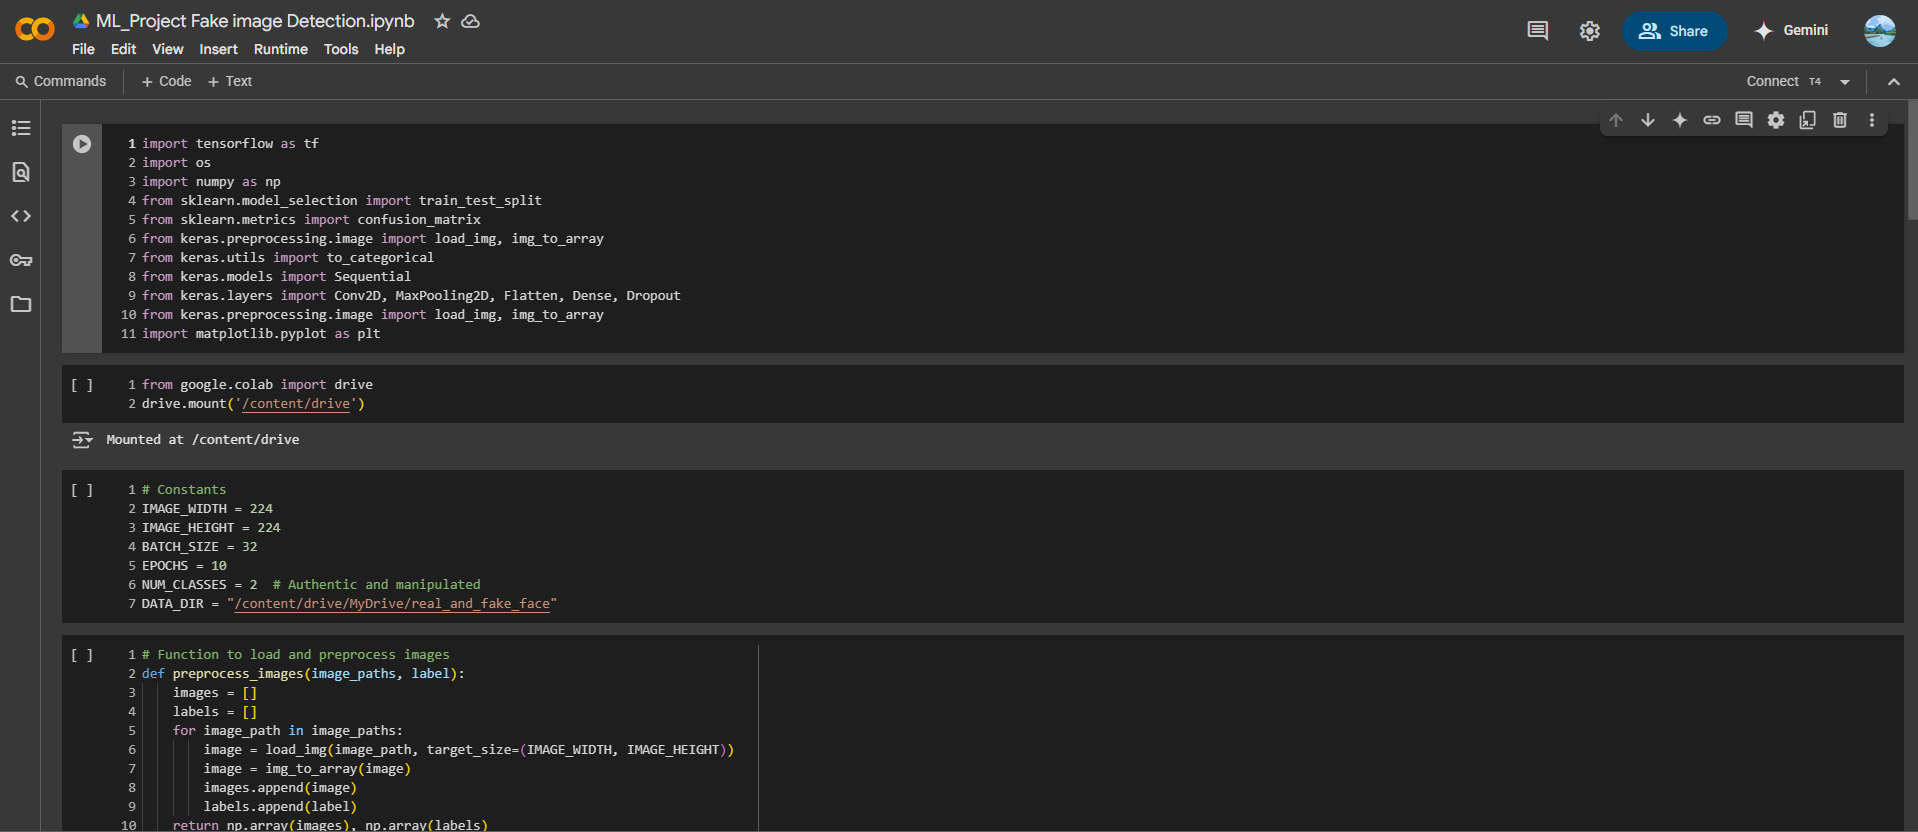 ML_Project Fake image Detection.ipynb
File Edit View Insert Runtime Tools Help
Share
Gemini
Commands + Code + Text
Connect T4
1 import tensorflow as tf
2 import os
3 import numpy as np
4 from sklearn.model_selection import train_test_split
5 from sklearn.metrics import confusion_matrix
6 from keras.preprocessing.image import load_img, img_to_array
7 from keras.utils import to_categorical
8 from keras.models import Sequential
9 from keras.layers import Conv2D, MaxPooling2D, Flatten, Dense, Dropout
10 from keras.preprocessing.image import load_img, img_to_array
11 import matplotlib.pyplot as plt
[ ] 1 from google.colab import drive
2 drive.mount('/content/drive')
Mounted at /content/drive
[ ] 1 # Constants
2 IMAGE_WIDTH = 224
3 IMAGE_HEIGHT = 224
4 BATCH_SIZE = 32
5 EPOCHS = 10
6 NUM_CLASSES = 2  # Authentic and manipulated
7 DATA_DIR = "/content/drive/MyDrive/real_and_fake_face"
[ ] 1 # Function to load and preprocess images
2 def preprocess_images(image_paths, label):
3     images = []
4     labels = []
5     for image_path in image_paths:
6         image = load_img(image_path, target_size=(IMAGE_WIDTH, IMAGE_HEIGHT))
7         image = img_to_array(image)
8         images.append(image)
9         labels.append(label)
10     return np.array(images), np.array(labels)